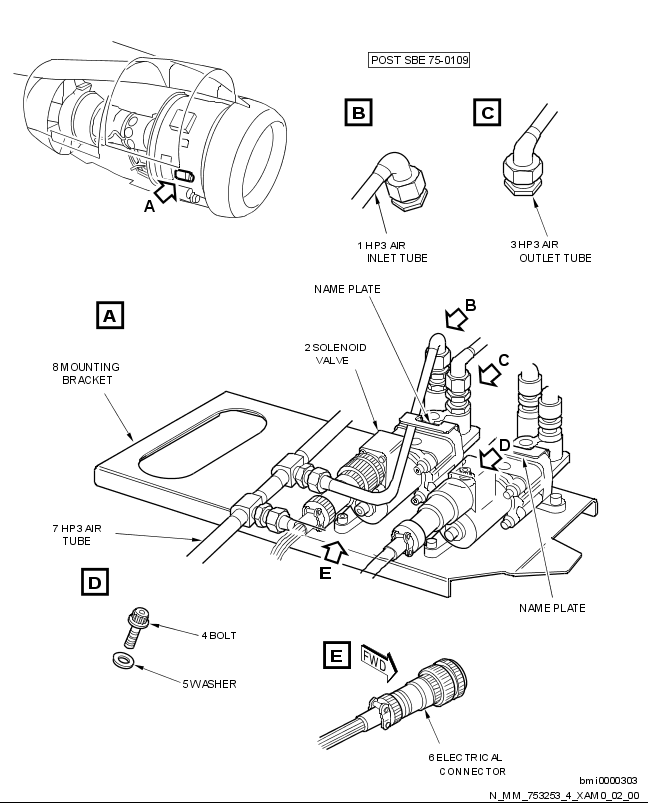 POST SBE 75-0109
B
C
A
1 HP3 AIR
INLET TUBE
3 HP3 AIR
OUTLET TUBE
NAME PLATE
A
B
2 SOLENOID
VALVE
C
8 MOUNTING
BRACKET
D
7 HP3 AIR
TUBE
E
D
NAME PLATE
4 BOLT
5 WASHER
E
FWD
6 ELECTRICAL
CONNECTOR
bmi0000303
N_MM_753253_4_XAM0_02_00